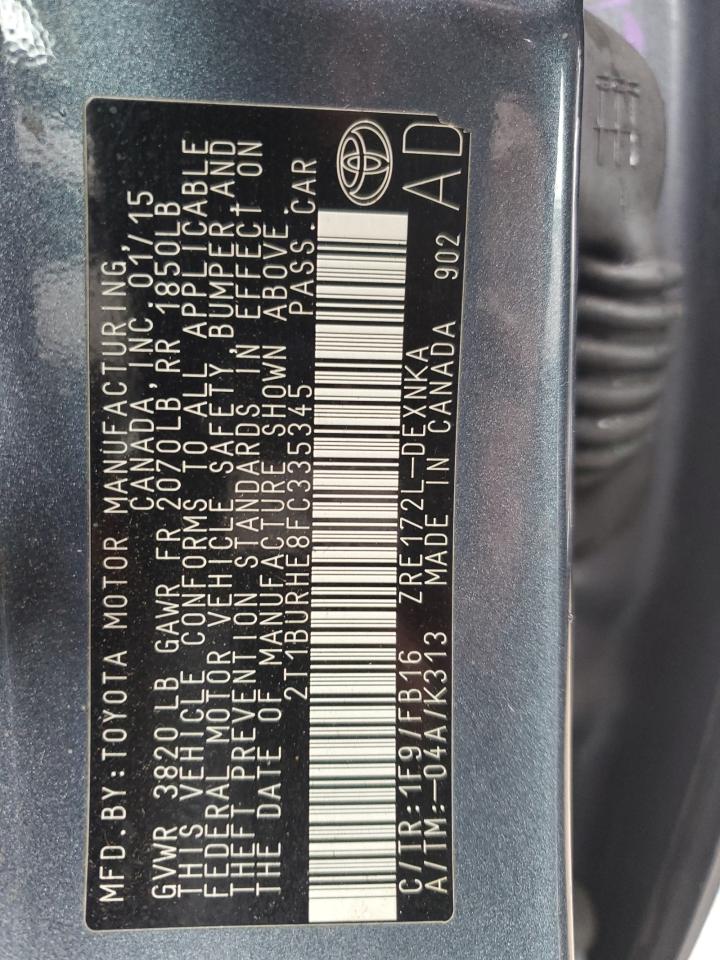 MFD.BY:TOYOTA MOTOR MANUFACTURING,
CANADA, INC. 01/15
GVWR 3820LB GAWR FR 2070LB, RR 1850LB
THIS VEHICLE CONFORMS TO ALL APPLICABLE
FEDERAL MOTOR VEHICLE SAFETY, BUMPER AND
THEFT PREVENTION STANDARDS IN EFFECT ON
THE DATE OF MANUFACTURE SHOWN ABOVE.
2T1BURHE8FC335345 PASS.CAR
C/TR:1F9/FB16 ZRE172L-DEXNKA
A/TM:-04A/K313 MADE IN CANADA 902 AD